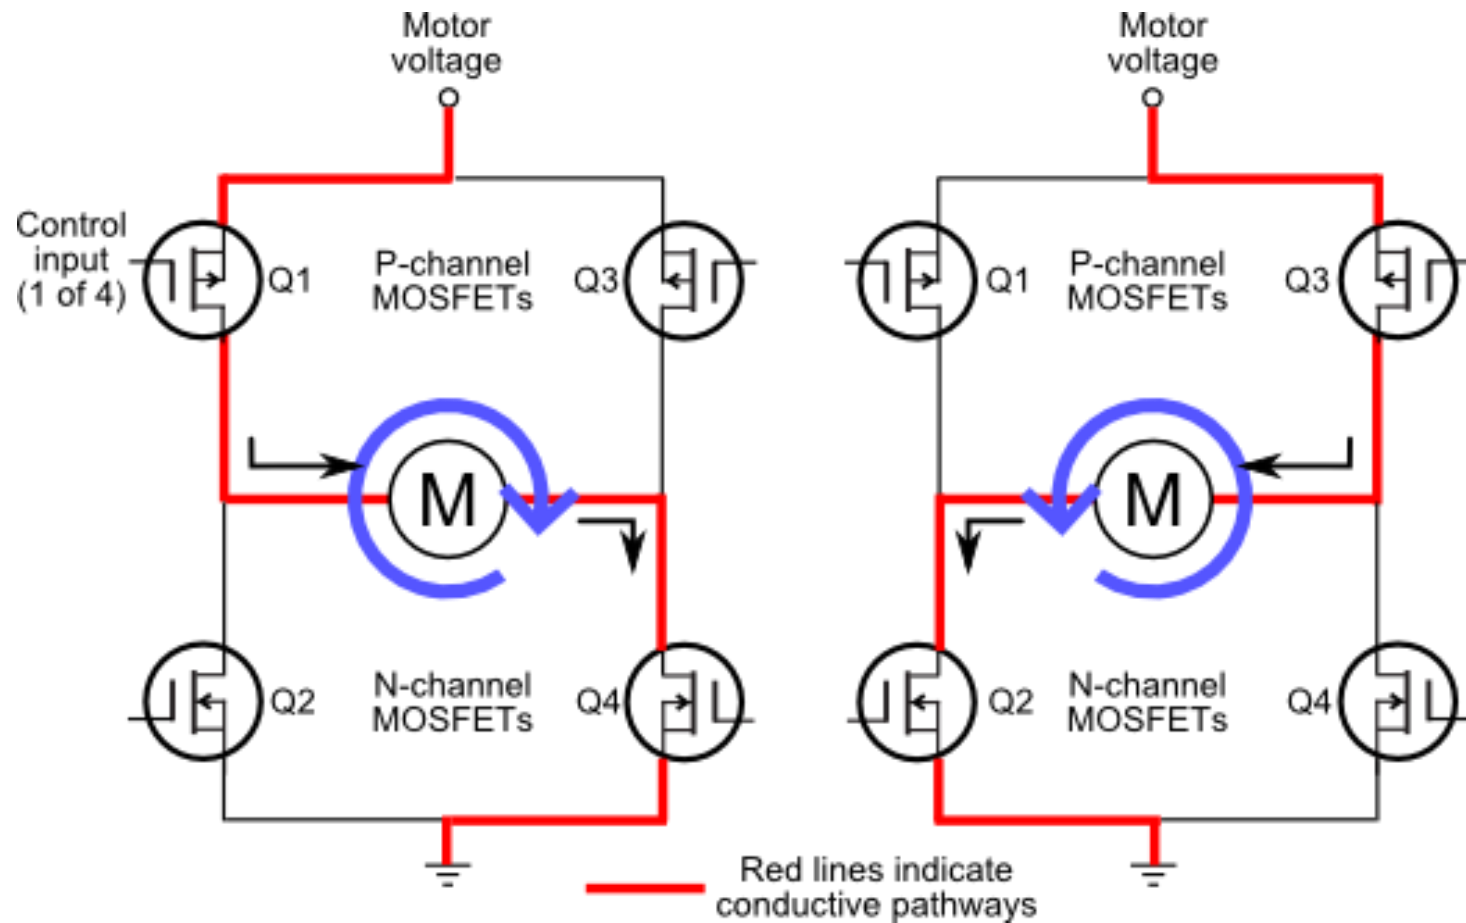 Motor
voltage
Motor
voltage
Control
input
(1 of 4)
Q1
P-channel
MOSFETs
Q3
Q1
P-channel
MOSFETs
Q3
M
M
Q2
N-channel
MOSFETs
Q4
Q2
N-channel
MOSFETs
Q4
Red lines indicate
conductive pathways